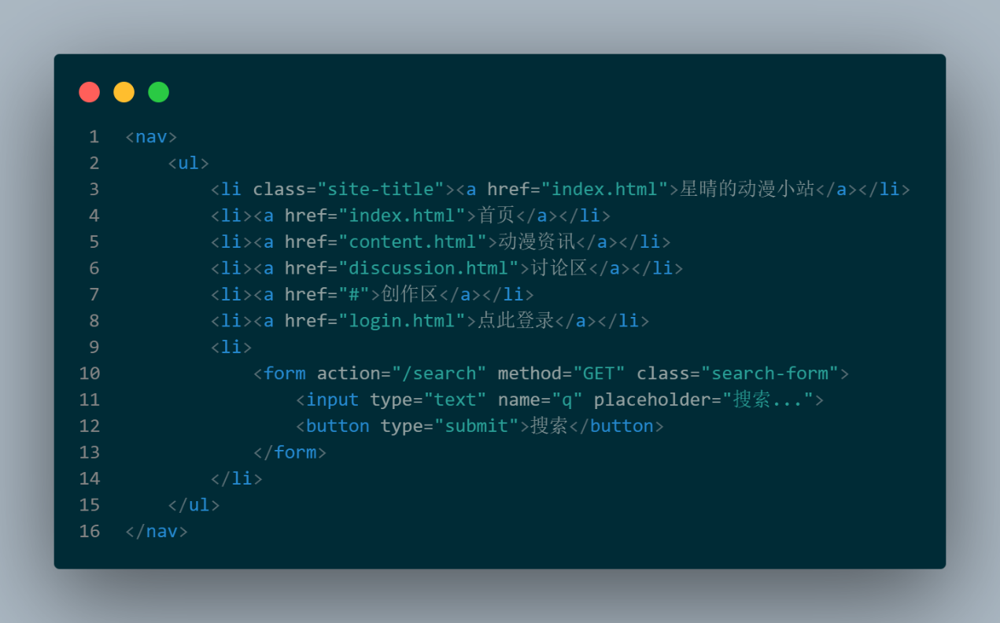 1 <nav>
2     <ul>
3         <li class="site-title"><a href="index.html">星晴的动漫小站</a></li>
4         <li><a href="index.html">首页</a></li>
5         <li><a href="content.html">动漫资讯</a></li>
6         <li><a href="discussion.html">讨论区</a></li>
7         <li><a href="#">创作区</a></li>
8         <li><a href="login.html">点此登录</a></li>
9         <li>
10             <form action="/search" method="GET" class="search-form">
11                 <input type="text" name="q" placeholder="搜索...">
12                 <button type="submit">搜索</button>
13             </form>
14         </li>
15     </ul>
16 </nav>